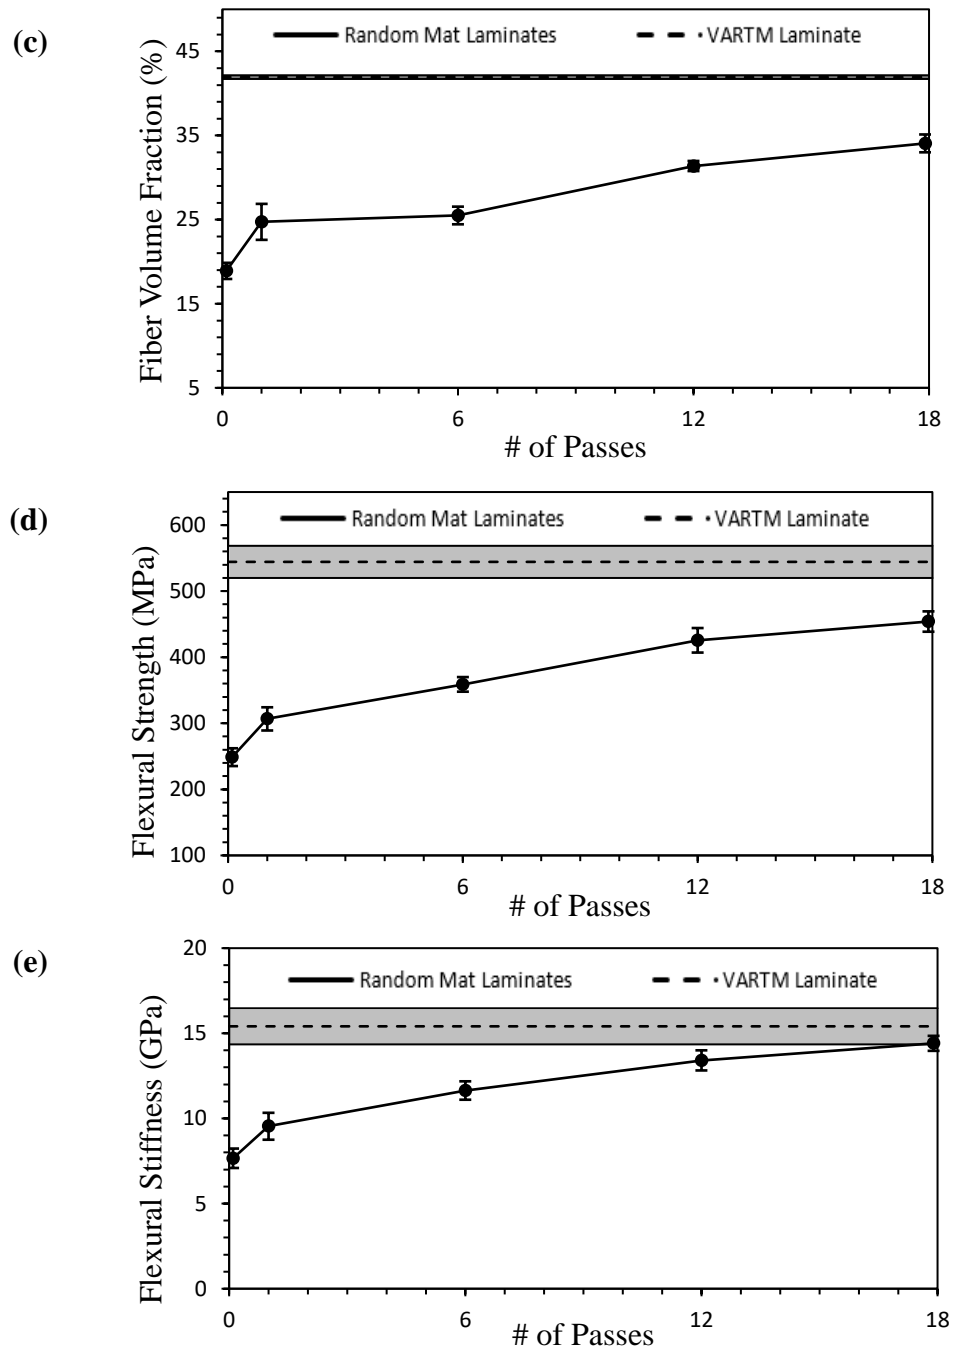 (c)
Random Mat Laminates
VARTM Laminate
Fiber Volume Fraction (%)
45
35
25
15
5
0
6
12
18
# of Passes
(d)
Random Mat Laminates
VARTM Laminate
Flexural Strength (MPa)
600
500
400
300
200
100
0
6
12
18
# of Passes
(e)
Random Mat Laminates
VARTM Laminate
Flexural Stiffness (GPa)
20
15
10
5
0
0
6
12
18
# of Passes